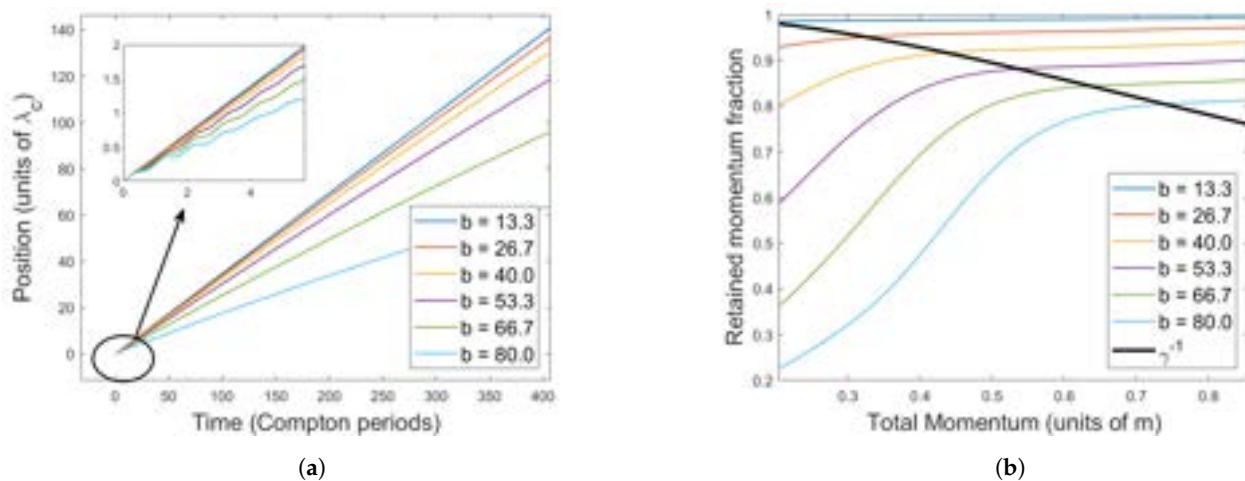 Position (units of λc)
140
120
100
80
60
40
20
0
2
1.5
1
0.5
0
0 2 4
b = 13.3
b = 26.7
b = 40.0
b = 53.3
b = 66.7
b = 80.0
0 50 100 150 200 250 300 350 400
Time (Compton periods)
(a)
Retained momentum fraction
1
0.9
0.8
0.7
0.6
0.5
0.4
0.3
0.2
b = 13.3
b = 26.7
b = 40.0
b = 53.3
b = 66.7
b = 80.0
γ-1
0.3 0.4 0.5 0.6 0.7 0.8
Total Momentum (units of m)
(b)